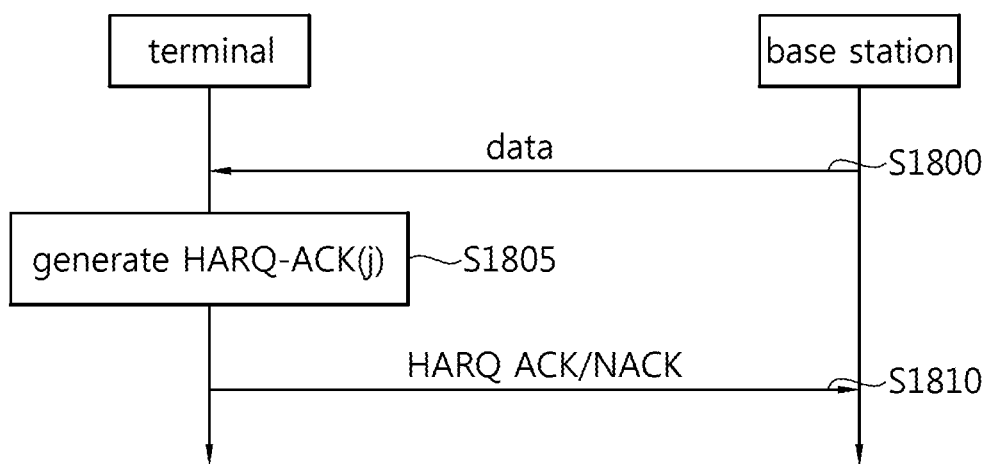 terminal
base station
data
S1800
generate HARQ-ACK(j)
S1805
HARQ ACK/NACK
S1810